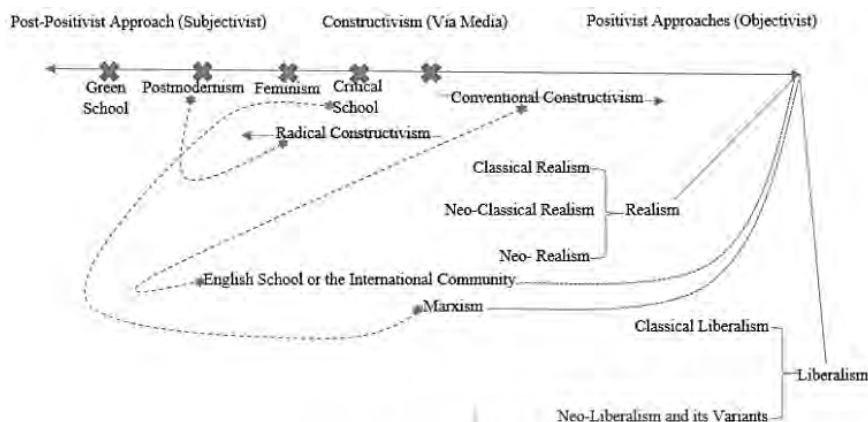 Post-Positivist Approach (Subjectivist) Constructivism (Via Media) Positivist Approaches (Objectivist)
Green School
Postmodernism
Feminism
Critical School
Conventional Constructivism
Radical Constructivism
Classical Realism
Neo-Classical Realism
Realism
Neo- Realism
English School or the International Community
Marxism
Classical Liberalism
Liberalism
Neo-Liberalism and its Variants